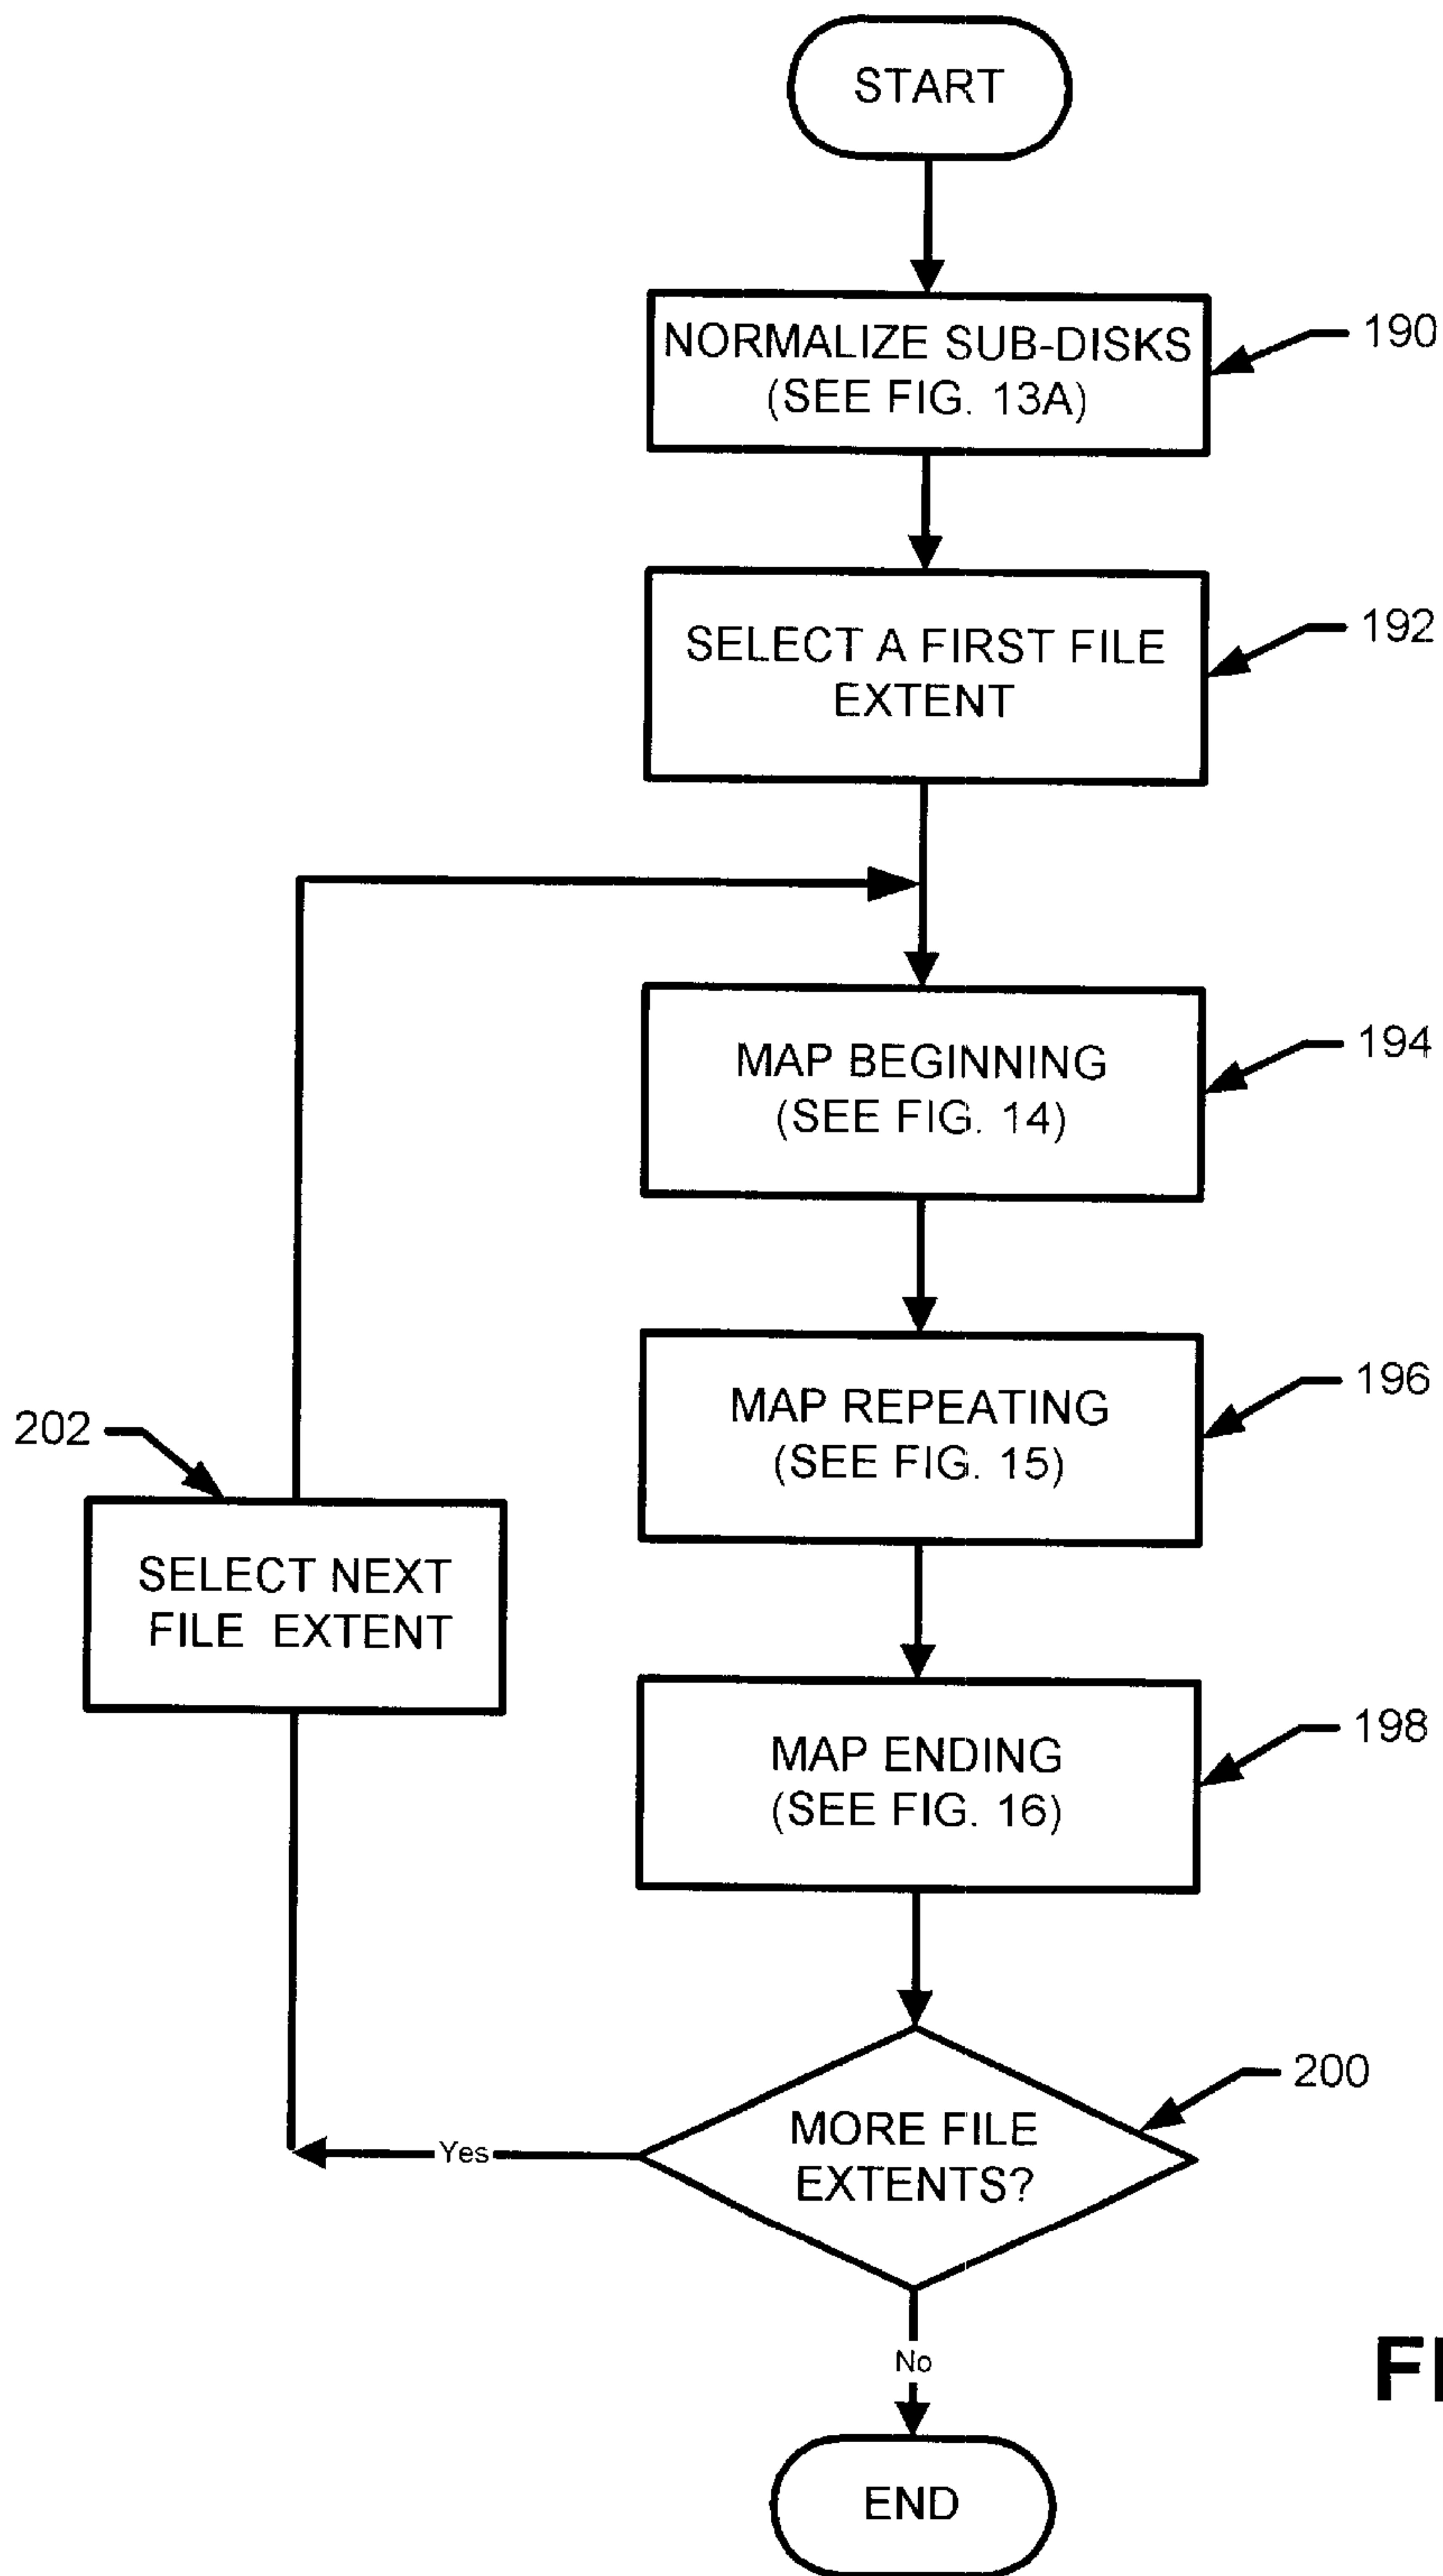 START
NORMALIZE SUB-DISKS
(SEE FIG. 13A)
190
SELECT A FIRST FILE
EXTENT
192
MAP BEGINNING
(SEE FIG. 14)
194
MAP REPEATING
(SEE FIG. 15)
196
202
SELECT NEXT
FILE EXTENT
MAP ENDING
(SEE FIG. 16)
198
MORE FILE
EXTENTS?
200
Yes
No
END